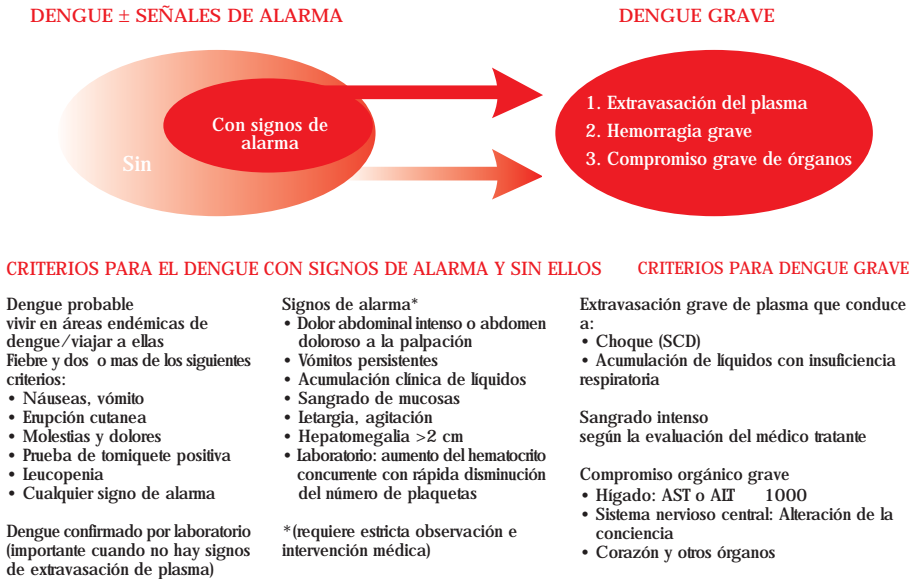 DENGUE ± SEÑALES DE ALARMA
DENGUE GRAVE
Con signos de
alarma
Sin
1. Extravasación del plasma
2. Hemorragia grave
3. Compromiso grave de órganos
CRITERIOS PARA EL DENGUE CON SIGNOS DE ALARMA Y SIN ELLOS
CRITERIOS PARA DENGUE GRAVE
Dengue probable
vivir en áreas endémicas de
dengue/viajar a ellas
Fiebre y dos o mas de los siguientes
criterios:
• Náuseas, vómito
• Erupción cutanea
• Molestias y dolores
• Prueba de torniquete positiva
• Leucopenia
• Cualquier signo de alarma
Dengue confirmado por laboratorio
(importante cuando no hay signos
de extravasación de plasma)
Signos de alarma*
• Dolor abdominal intenso o abdomen
doloroso a la palpación
• Vómitos persistentes
• Acumulación clínica de líquidos
• Sangrado de mucosas
• Letargia, agitación
• Hepatomegalia >2 cm
• Laboratorio: aumento del hematocrito
concurrente con rápida disminución
del número de plaquetas
*(requiere estricta observación e
intervención médica)
Extravasación grave de plasma que conduce
a:
• Choque (SCD)
• Acumulación de líquidos con insuficiencia
respiratoria
Sangrado intenso
según la evaluación del médico tratante
Compromiso orgánico grave
• Hígado: AST o ALT 1000
• Sistema nervioso central: Alteración de la
conciencia
• Corazón y otros órganos